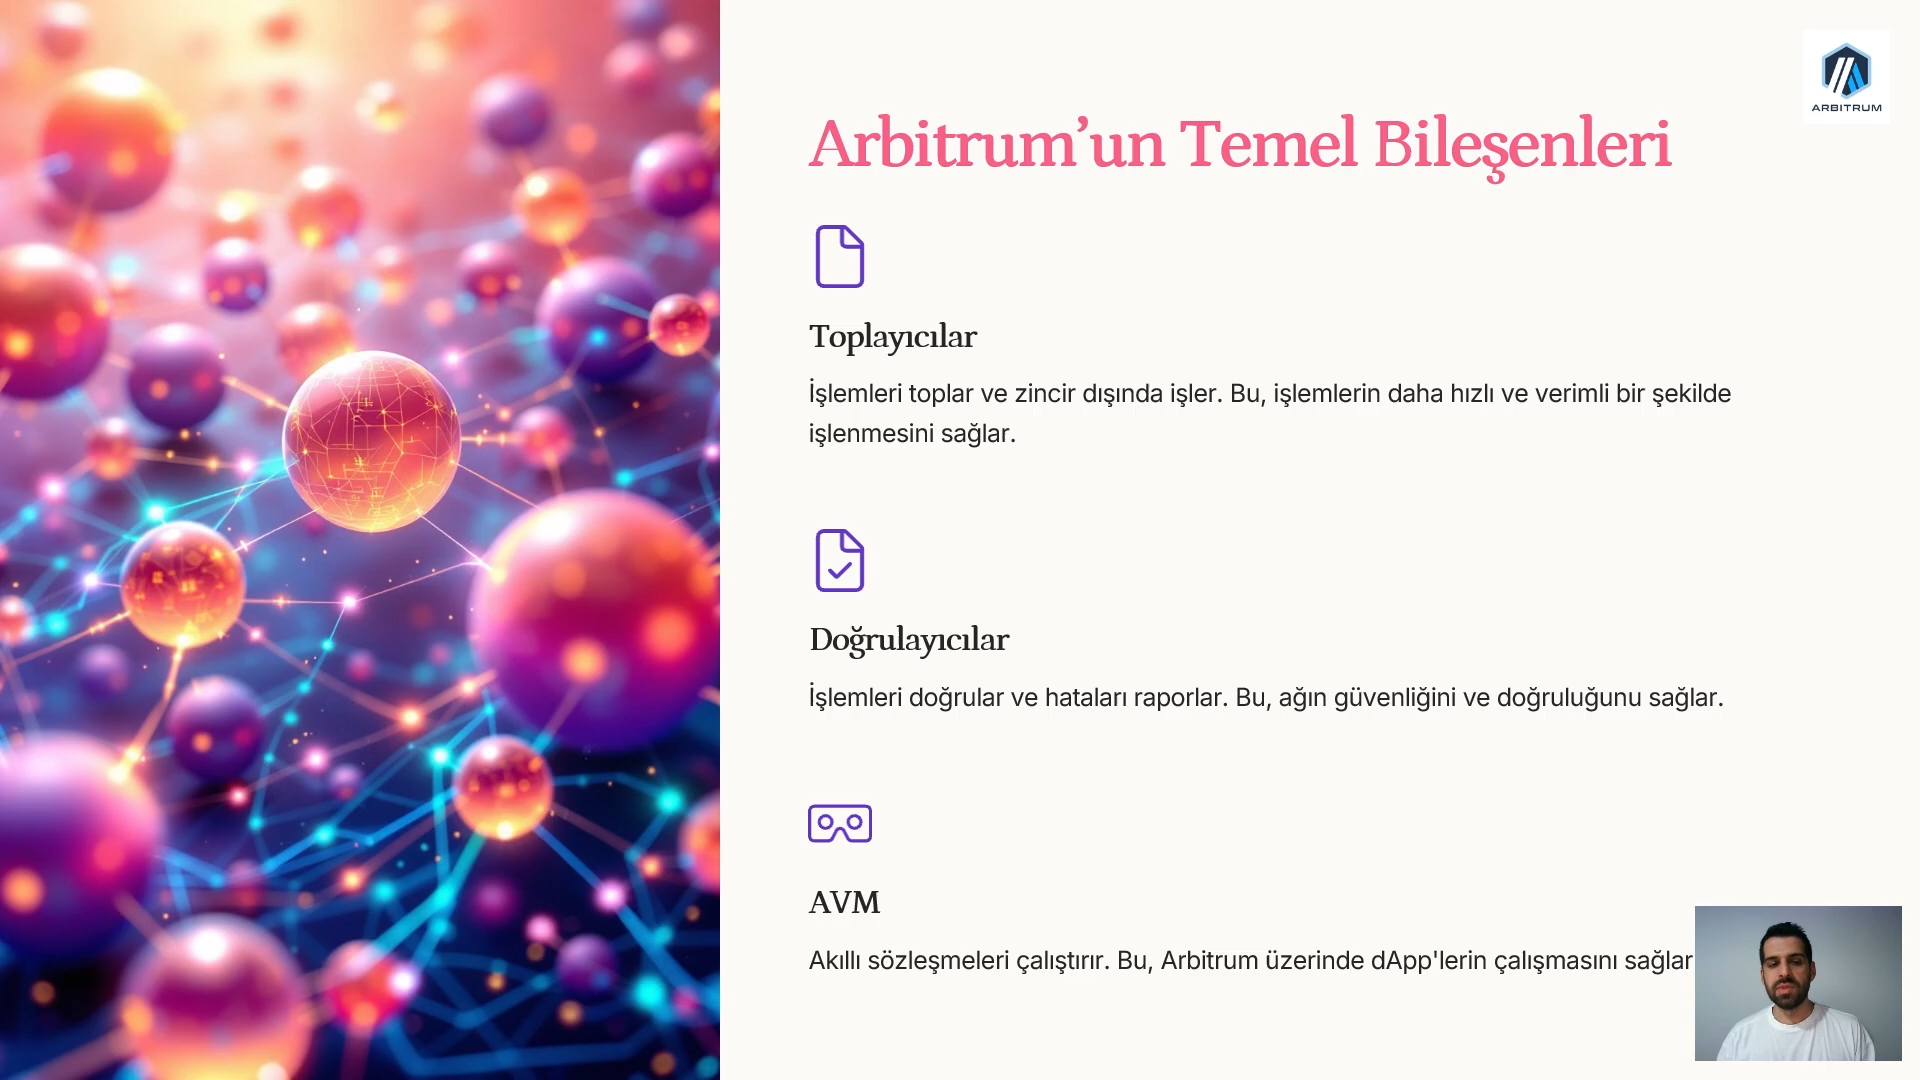 ARBITRUM
Arbitrum’un Temel Bileşenleri
Toplayıcılar
İşlemleri toplar ve zincir dışında işler. Bu, işlemlerin daha hızlı ve verimli bir şekilde
işlenmesini sağlar.
Doğrulayıcılar
İşlemleri doğrular ve hataları raporlar. Bu, ağın güvenliğini ve doğruluğunu sağlar.
AVM
Akıllı sözleşmeleri çalıştırır. Bu, Arbitrum üzerinde dApp'lerin çalışmasını sağlar